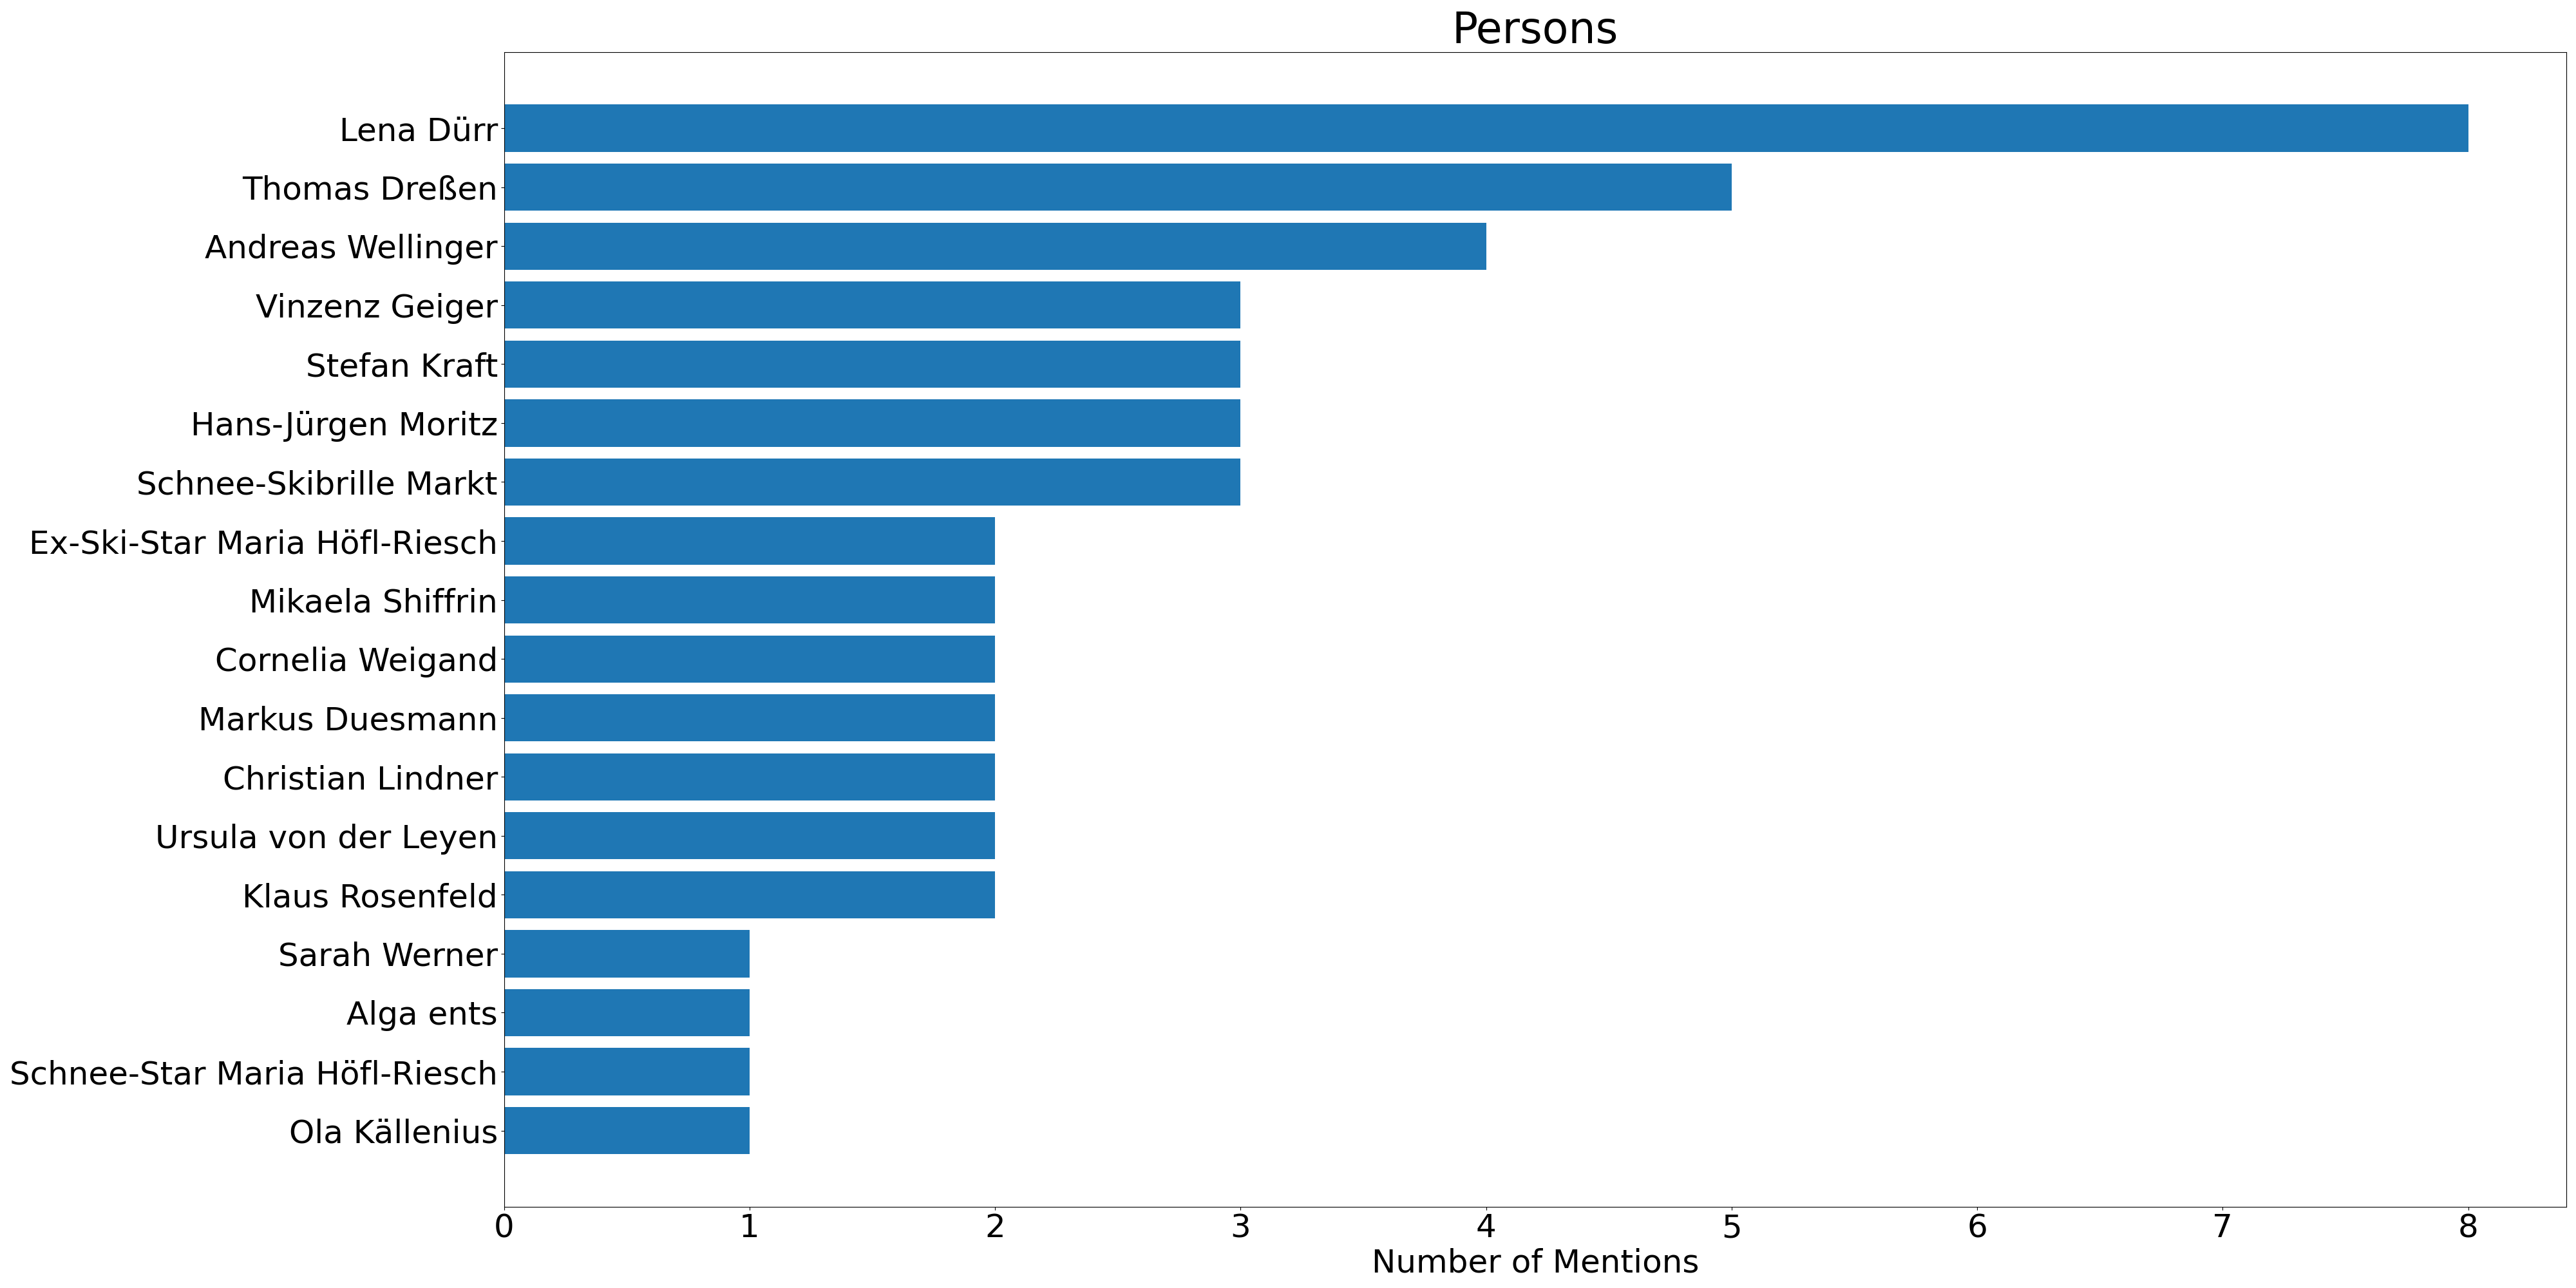 Persons
Lena Dürr
Thomas Dreßen
Andreas Wellinger
Vinzenz Geiger
Stefan Kraft
Hans-Jürgen Moritz
Schnee-Skibrille Markt
Ex-Ski-Star Maria Höfl-Riesch
Mikaela Shiffrin
Cornelia Weigand
Markus Duesmann
Christian Lindner
Ursula von der Leyen
Klaus Rosenfeld
Sarah Werner
Alga ents
Schnee-Star Maria Höfl-Riesch
Ola Källenius
0 1 2 3 4 5 6 7 8
Number of Mentions